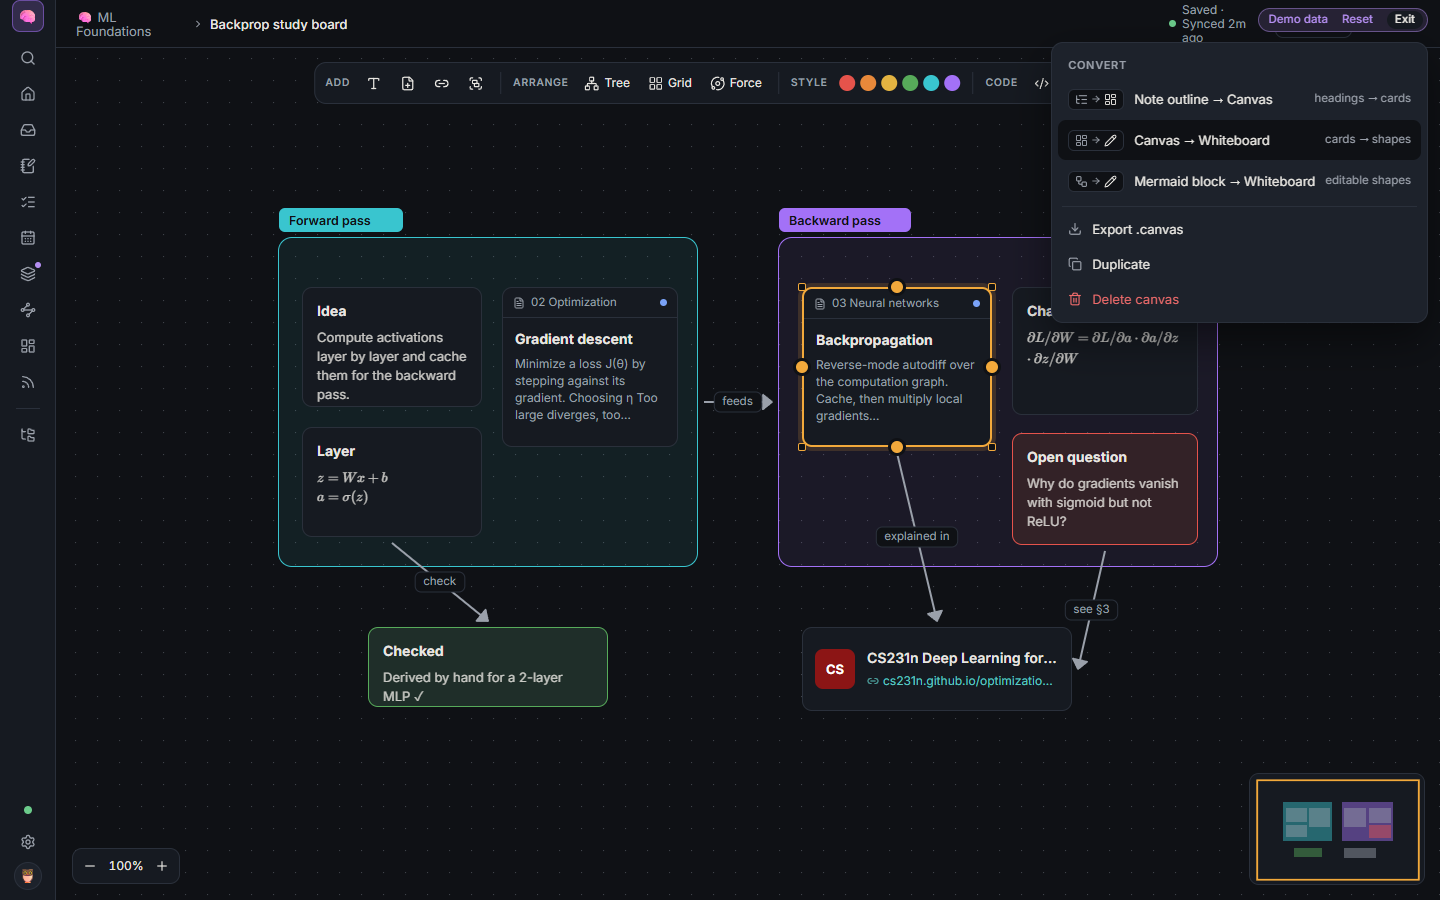 🧠 ML Foundations
Backprop study board
Saved · Synced 2m ago
Demo data
Reset
Exit
ADD
ARRANGE
Tree
Grid
Force
STYLE
CODE
CONVERT
Note outline → Canvas
headings → cards
Canvas → Whiteboard
cards → shapes
Mermaid block → Whiteboard
editable shapes
Export .canvas
Duplicate
Delete canvas
Forward pass
Idea
Compute activations
layer by layer and cache
them for the backward
pass.
02 Optimization
Gradient descent
Minimize a loss J(θ) by
stepping against its
gradient. Choosing η Too
large diverges, too...
Layer
z = Wx + b
a = σ(z)
feeds
Backward pass
03 Neural networks
Backpropagation
Reverse-mode autodiff over
the computation graph.
Cache, then multiply local
gradients...
∂L/∂W = ∂L/∂a · ∂a/∂z
· ∂z/∂W
Open question
Why do gradients vanish
with sigmoid but not
ReLU?
explained in
check
see §3
Checked
Derived by hand for a 2-layer
MLP ✓
CS
CS231n Deep Learning for...
cs231n.github.io/optimizatio...
100%